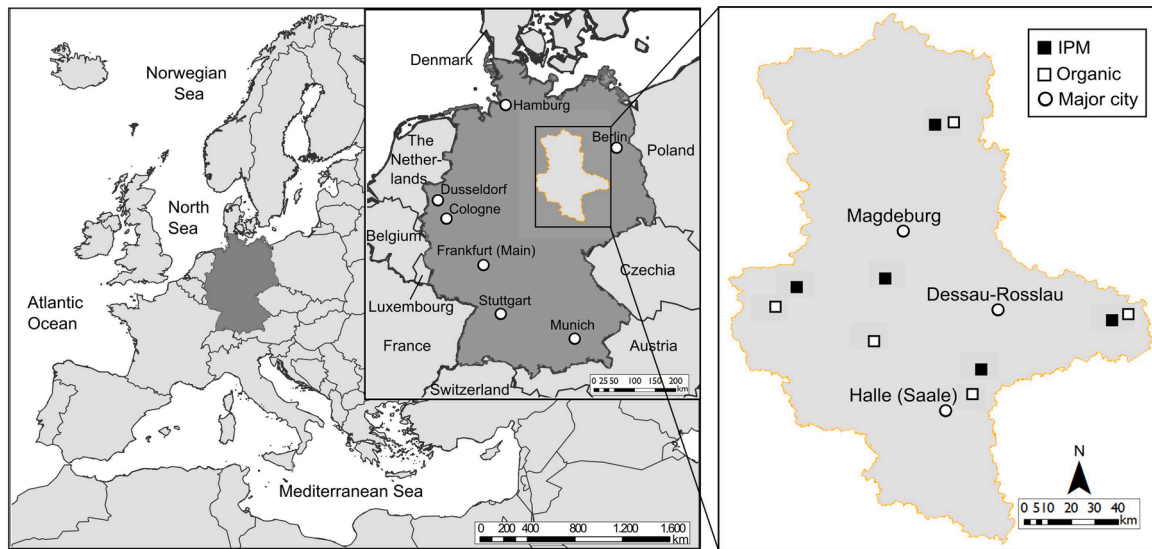 Norwegian
Sea
North
Sea
Atlantic
Ocean
Mediterranean Sea
0 200 400 800 1.200 1.600
km
Denmark
Hamburg
Berlin
Poland
The
Nether-
lands
Dusseldorf
Cologne
Belgium
Frankfurt (Main)
Czechia
Luxembourg
Stuttgart
Munich
France
Austria
Switzerland
0 25 50 100 150 200
km
IPM
Organic
Major city
Magdeburg
Dessau-Rosslau
Halle (Saale)
N
0 5 10 20 30 40
km